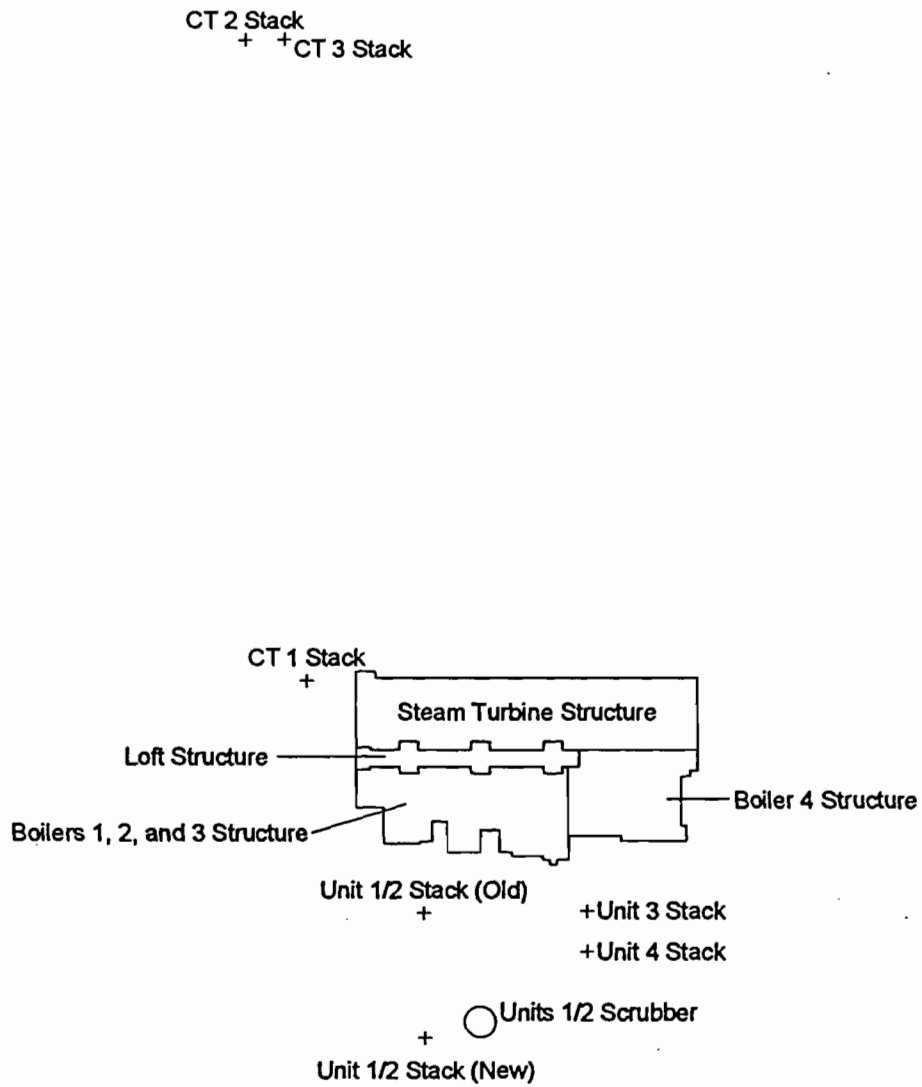 CT 2 Stack
CT 3 Stack
CT 1 Stack
Steam Turbine Structure
Loft Structure
Boiler 4 Structure
Boilers 1, 2, and 3 Structure
Unit 1/2 Stack (Old)
Unit 3 Stack
Unit 4 Stack
Units 1/2 Scrubber
Unit 1/2 Stack (New)